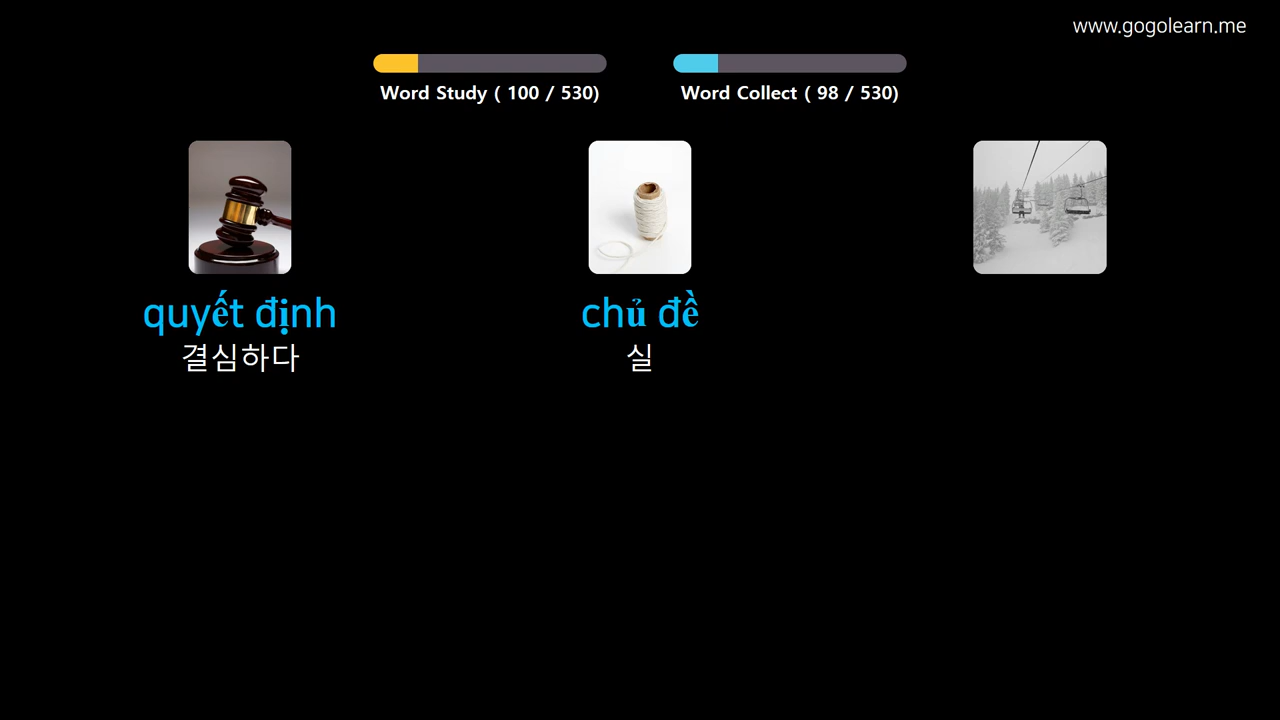 www.gogolearn.me
Word Study ( 100 / 530)
Word Collect ( 98 / 530)
quyết định
결심하다
chủ đề
실